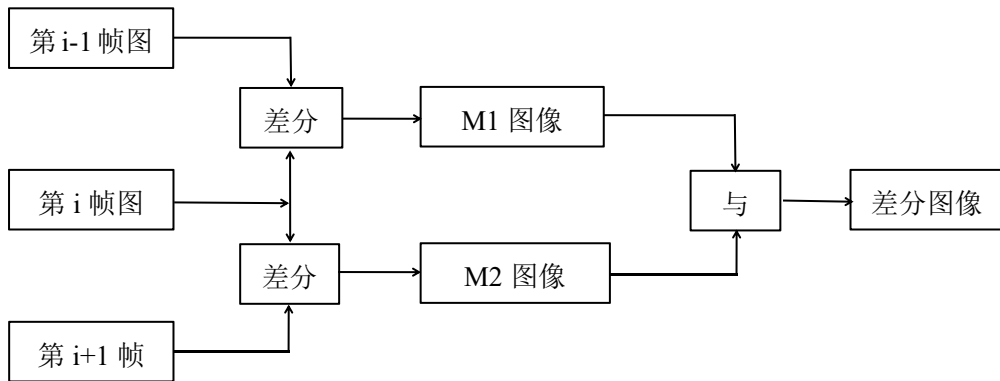 第 i-1 帧图
差分
M1 图像
第 i 帧图
与
差分图像
差分
M2 图像
第 i+1 帧